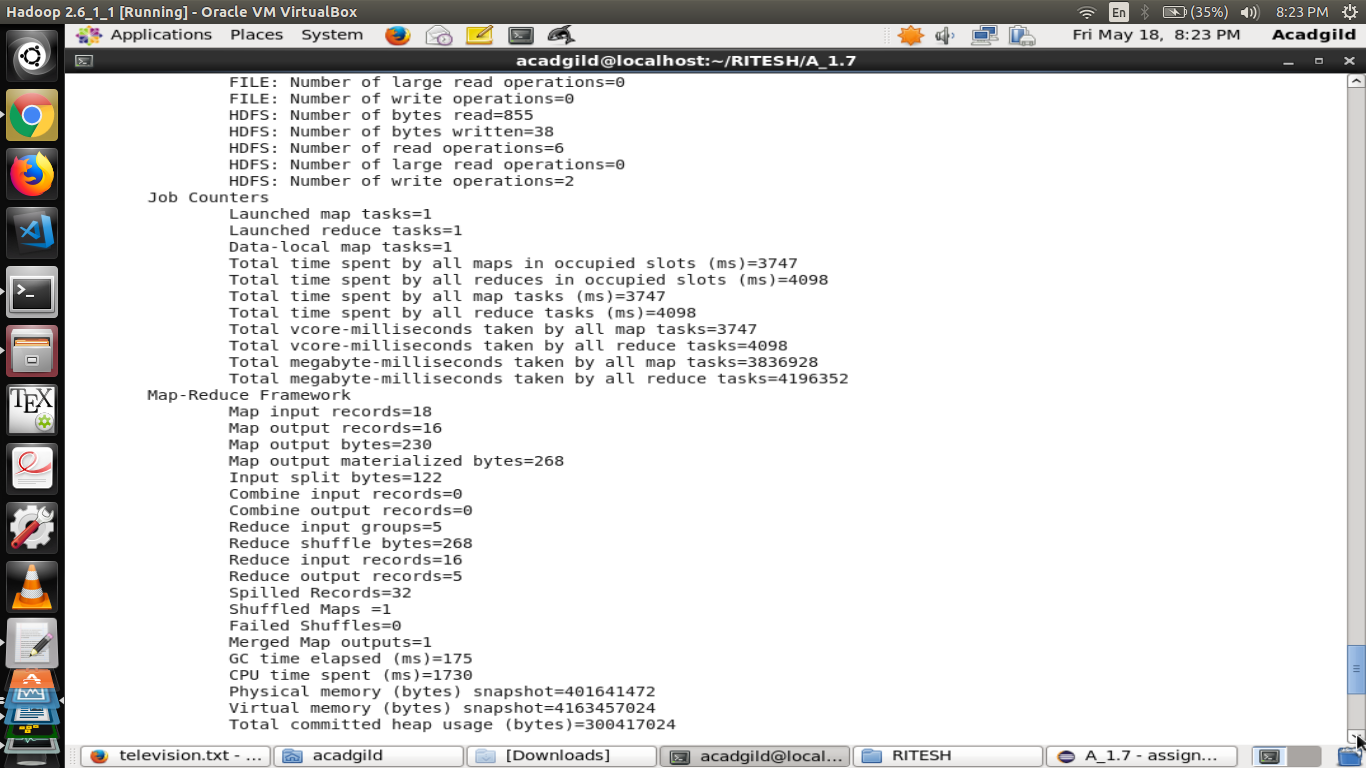 Hadoop 2.6_1_1 [Running] - Oracle VM VirtualBox
En
(35%)
8:23 PM
Applications Places System
Fri May 18, 8:23 PM Acadgild
acadgild@localhost:~/RITESH/A_1.7
FILE: Number of large read operations=0
FILE: Number of write operations=0
HDFS: Number of bytes read=855
HDFS: Number of bytes written=38
HDFS: Number of read operations=6
HDFS: Number of large read operations=0
HDFS: Number of write operations=2
Job Counters
Launched map tasks=1
Launched reduce tasks=1
Data-local map tasks=1
Total time spent by all maps in occupied slots (ms)=3747
Total time spent by all reduces in occupied slots (ms)=4098
Total time spent by all map tasks (ms)=3747
Total time spent by all reduce tasks (ms)=4098
Total vcore-milliseconds taken by all map tasks=3747
Total vcore-milliseconds taken by all reduce tasks=4098
Total megabyte-milliseconds taken by all map tasks=3836928
Total megabyte-milliseconds taken by all reduce tasks=4196352
Map-Reduce Framework
Map input records=18
Map output records=16
Map output bytes=230
Map output materialized bytes=268
Input split bytes=122
Combine input records=0
Combine output records=0
Reduce input groups=5
Reduce shuffle bytes=268
Reduce input records=16
Reduce output records=5
Spilled Records=32
Shuffled Maps =1
Failed Shuffles=0
Merged Map outputs=1
GC time elapsed (ms)=175
CPU time spent (ms)=1730
Physical memory (bytes) snapshot=401641472
Virtual memory (bytes) snapshot=4163457024
Total committed heap usage (bytes)=300417024
TEX
television.txt - ...
acadgild
[Downloads]
acadgild@local...
RITESH
A_1.7 - assign...